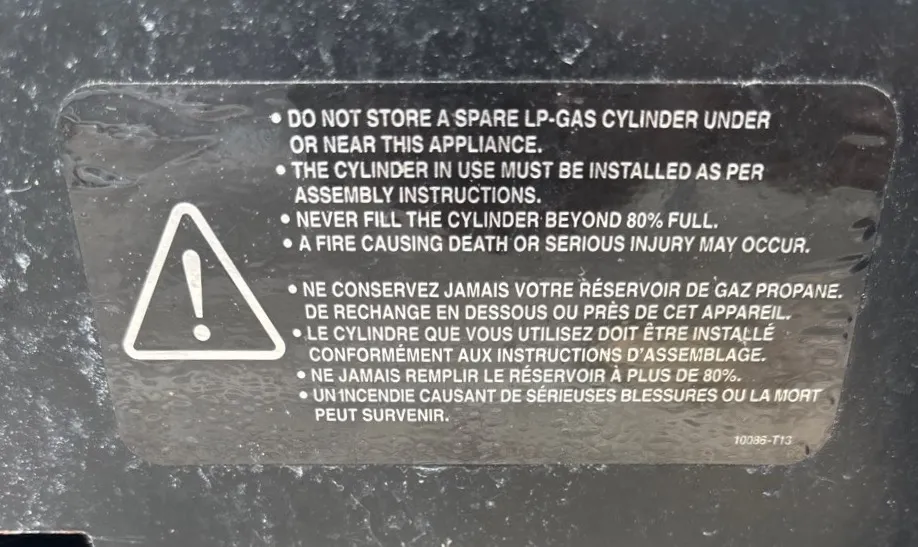 • DO NOT STORE A SPARE LP-GAS CYLINDER UNDER
OR NEAR THIS APPLIANCE.
• THE CYLINDER IN USE MUST BE INSTALLED AS PER
ASSEMBLY INSTRUCTIONS.
• NEVER FILL THE CYLINDER BEYOND 80% FULL.
• A FIRE CAUSING DEATH OR SERIOUS INJURY MAY OCCUR.
• NE CONSERVEZ JAMAIS VOTRE RÉSERVOIR DE GAZ PROPANE.
DE RECHANGE EN DESSOUS OU PRÈS DE CET APPAREIL.
• LE CYLINDRE QUE VOUS UTILISEZ DOIT ÊTRE INSTALLÉ
CONFORMÉMENT AUX INSTRUCTIONS D'ASSEMBLAGE.
• NE JAMAIS REMPLIR LE RÉSERVOIR À PLUS DE 80%.
• UN INCENDIE CAUSANT DE SÉRIEUSES BLESSURES OU LA MORT
PEUT SURVENIR.
10086-T13